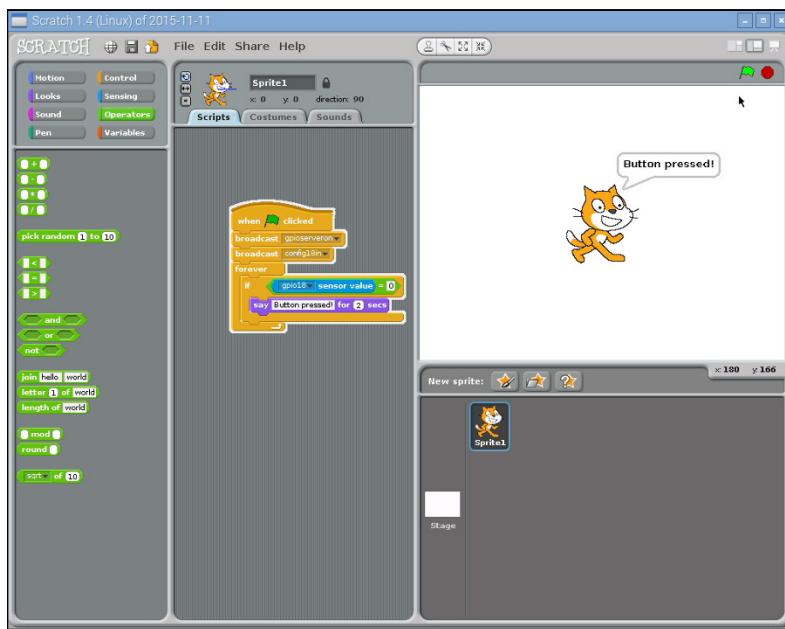 Scratch 1.4 (Linux) of 2015-11-11
SCRATCH File Edit Share Help
Motion Control
Looks Sensing
Sound Operators
Pen Variables
+
-
*
/
pick random 1 to 10
<
=
>
and
or
not
join hello world
letter 1 of world
length of world
mod
round
sqrt of 10
Sprite1
x: 0 y: 0 direction: 90
Scripts Costumes Sounds
when clicked
broadcast gpioserveron
broadcast config18in
forever
if gpio18 sensor value = 0
say Button pressed! for 2 secs
Button pressed!
x: 180 y: 166
New sprite:
Sprite1
Stage